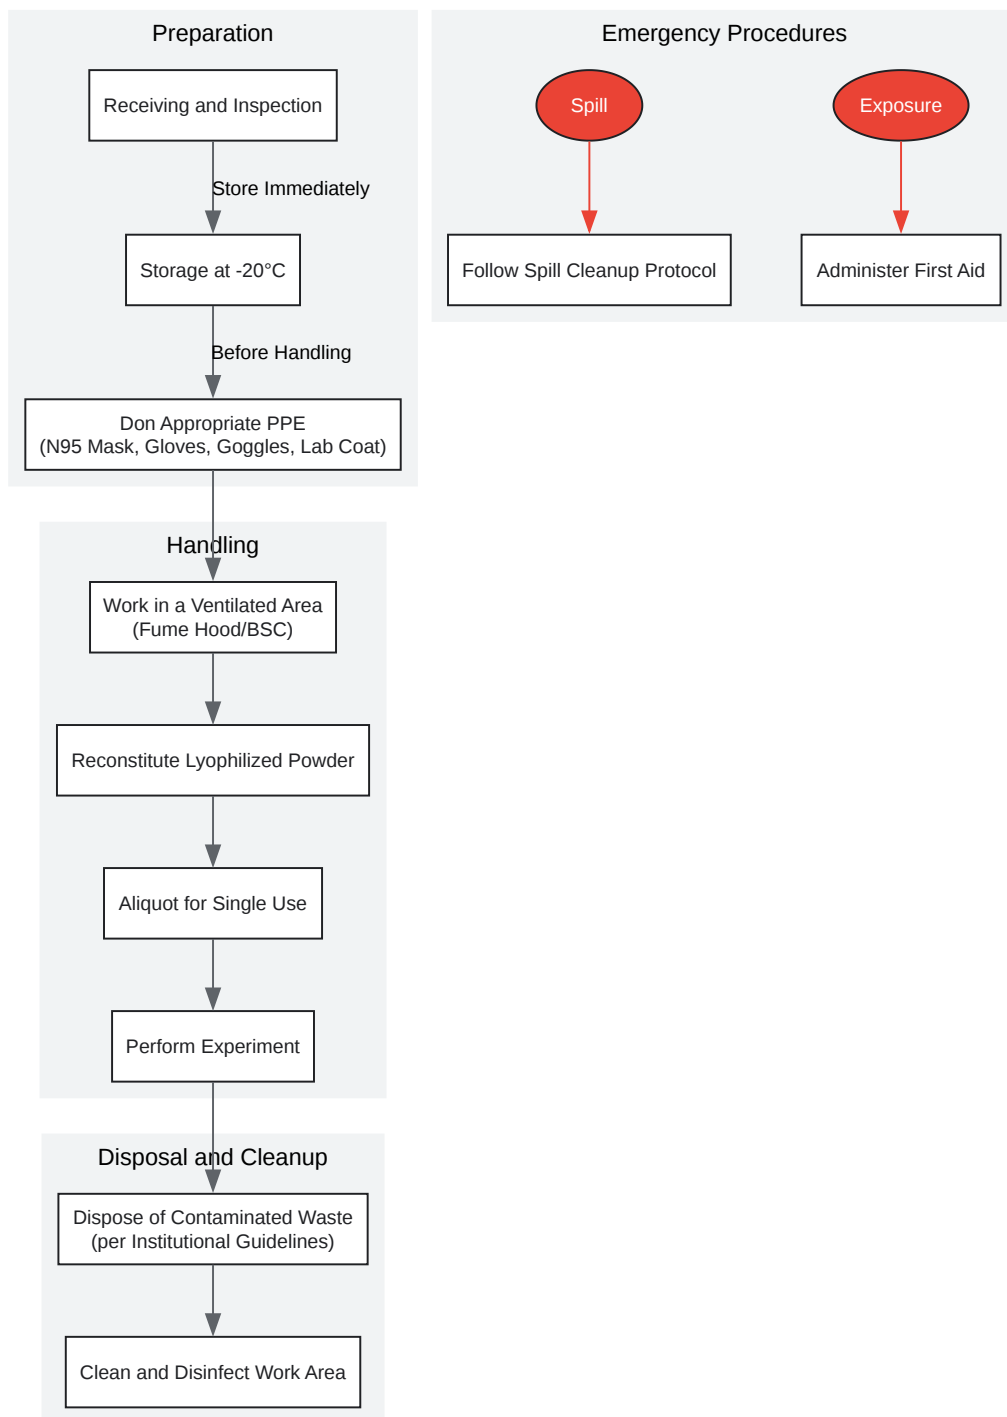 Preparation
Receiving and Inspection
Store Immediately
Storage at -20°C
Before Handling
Don Appropriate PPE
(N95 Mask, Gloves, Goggles, Lab Coat)
Handling
Work in a Ventilated Area
(Fume Hood/BSC)
Reconstitute Lyophilized Powder
Aliquot for Single Use
Perform Experiment
Disposal and Cleanup
Dispose of Contaminated Waste
(per Institutional Guidelines)
Clean and Disinfect Work Area
Emergency Procedures
Spill
Exposure
Follow Spill Cleanup Protocol
Administer First Aid